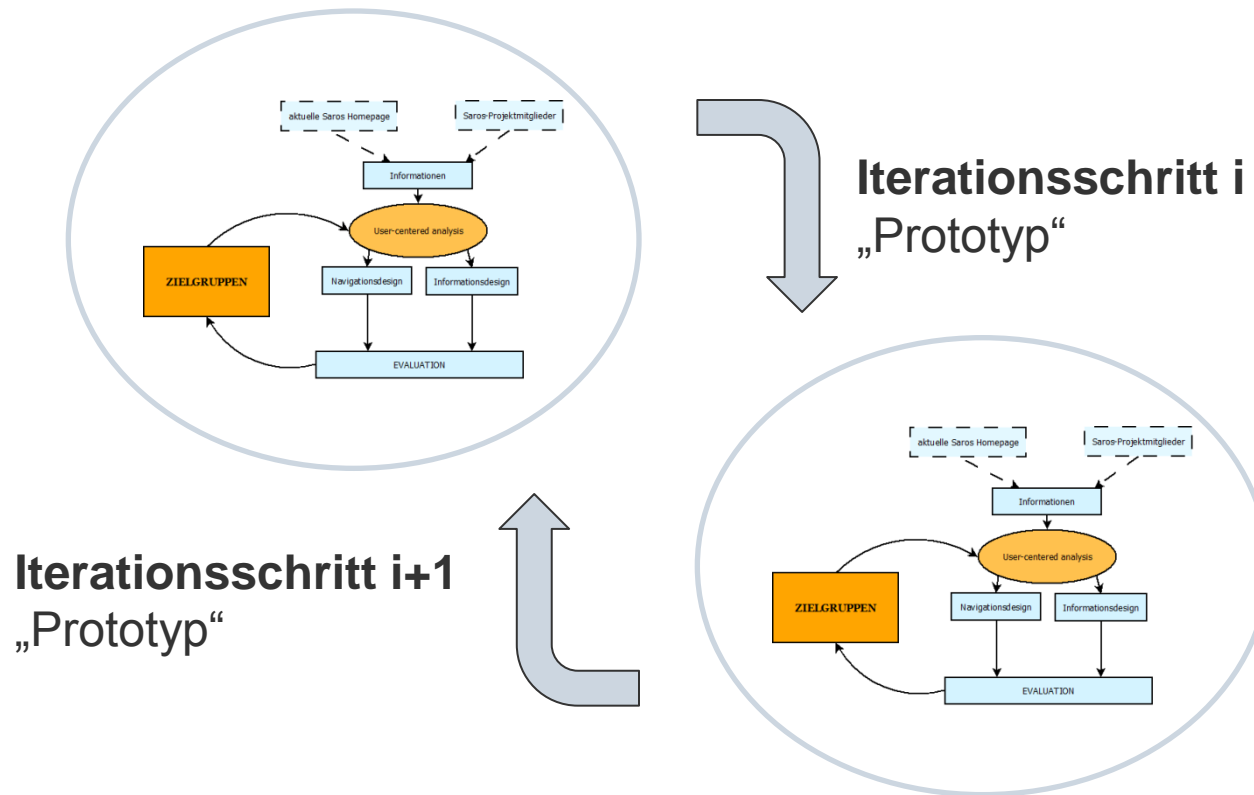 aktuelle Saros Homepage
Saros-Projektmitglieder
Informationen
User-centered analysis
ZIELGRUPPEN
Navigationsdesign
Informationsdesign
EVALUATION
Iterationsschritt i
„Prototyp“
aktuelle Saros Homepage
Saros-Projektmitglieder
Informationen
User-centered analysis
ZIELGRUPPEN
Navigationsdesign
Informationsdesign
EVALUATION
Iterationsschritt i+1
„Prototyp“